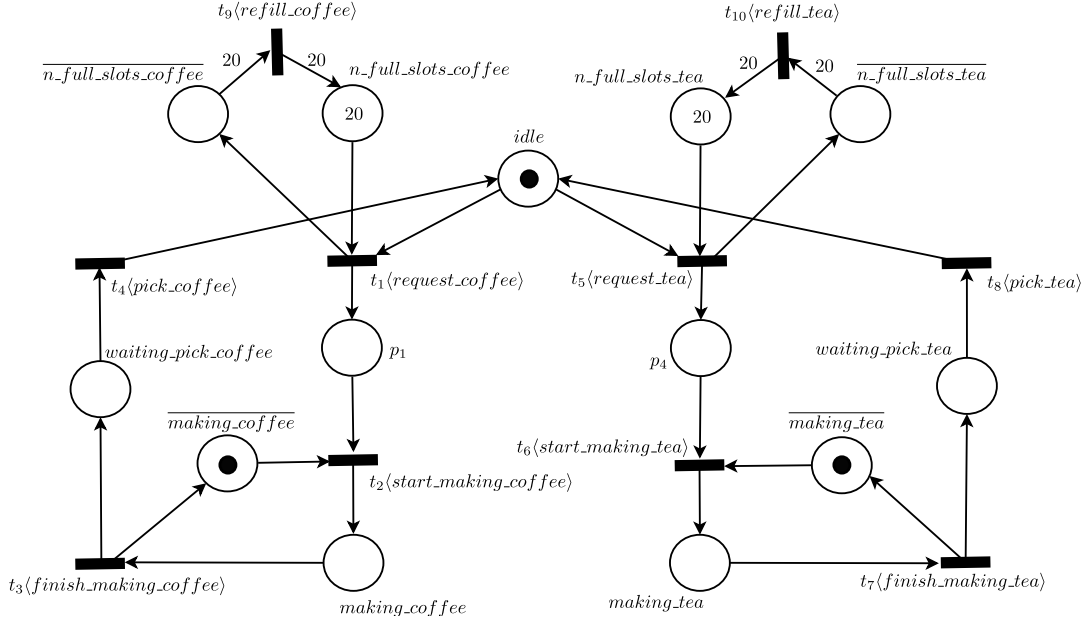 t₉⟨refill_coffee⟩
t₁₀⟨refill_tea⟩
n_full_slots_coffee
20
20
n_full_slots_coffee
n_full_slots_tea
20
20
n_full_slots_tea
20
20
idle
t₄⟨pick_coffee⟩
t₁⟨request_coffee⟩
t₅⟨request_tea⟩
t₈⟨pick_tea⟩
waiting_pick_coffee
p₁
p₄
waiting_pick_tea
making_coffee
making_tea
t₆⟨start_making_tea⟩
t₂⟨start_making_coffee⟩
t₃⟨finish_making_coffee⟩
t₇⟨finish_making_tea⟩
making_coffee
making_tea